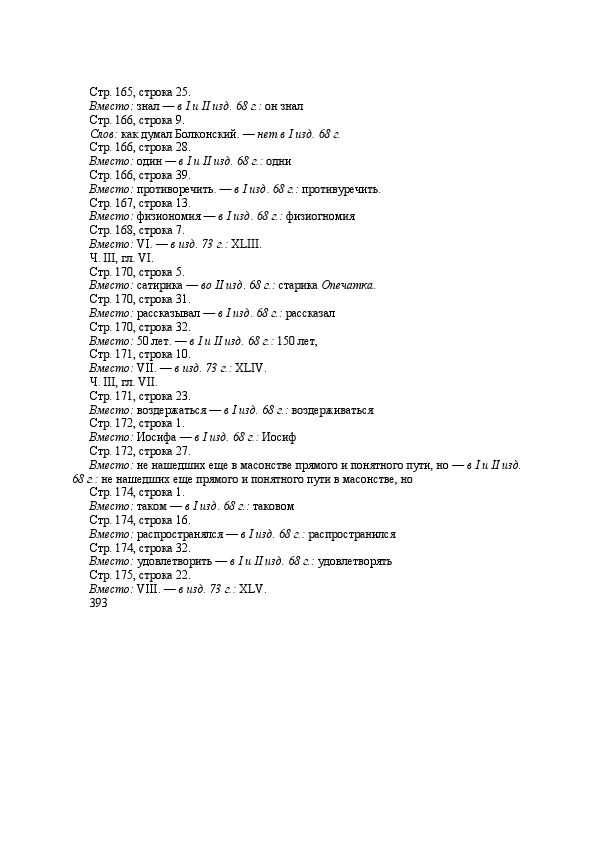 Стр. 165, строка 25.
Вместо: знал — в I и II изд. 68 г.: он знал
Стр. 166, строка 9.
Слов: как думал Болконский. — нет в I изд. 68 г.
Стр. 166, строка 28.
Вместо: один — в I и II изд. 68 г.: одни
Стр. 166, строка 39.
Вместо: противоречить. — в I изд. 68 г.: противуречить.
Стр. 167, строка 13.
Вместо: физиономия — в I изд. 68 г.: физиогномия
Стр. 168, строка 7.
Вместо: VI. — в изд. 73 г.: XLIII.
Ч. III, гл. VI.
Стр. 170, строка 5.
Вместо: сатирика — во II изд. 68 г.: старика Опечатка.
Стр. 170, строка 31.
Вместо: рассказывал — в I изд. 68 г.: рассказал
Стр. 170, строка 32.
Вместо: 50 лет. — в I и II изд. 68 г.: 150 лет,
Стр. 171, строка 10.
Вместо: VII. — в изд. 73 г.: XLIV.
Ч. III, гл. VII.
Стр. 171, строка 23.
Вместо: воздержаться — в I изд. 68 г.: воздерживаться
Стр. 172, строка 1.
Вместо: Иосифа — в I изд. 68 г.: Иосиф
Стр. 172, строка 27.
Вместо: не нашедших еще в масонстве прямого и понятного пути, но — в I и II изд.
68 г.: не нашедших еще прямого и понятного пути в масонстве, но
Стр. 174, строка 1.
Вместо: таком — в I изд. 68 г.: таковом
Стр. 174, строка 16.
Вместо: распространялся — в I изд. 68 г.: распространился
Стр. 174, строка 32.
Вместо: удовлетворить — в I и II изд. 68 г.: удовлетворять
Стр. 175, строка 22.
Вместо: VIII. — в изд. 73 г.: XLV.
393